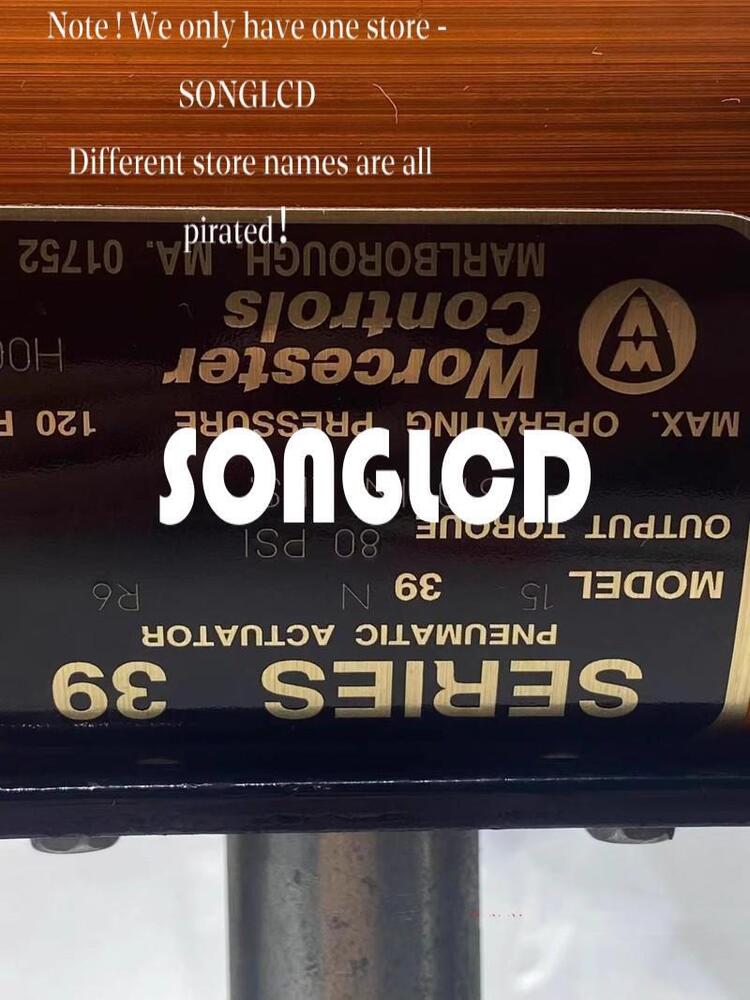 Note ! We only have one store -
SONGLCD
Different store names are all
pirated!
SONGLCD
SERIES 39
PNEUMATIC ACTUATOR
MODEL 15 39 N R6
OUTPUT TORQUE 80 PSI
MAX. OPERATING PRESSURE 120
Worcester
Controls
MARLBOROUGH, MA. 01752